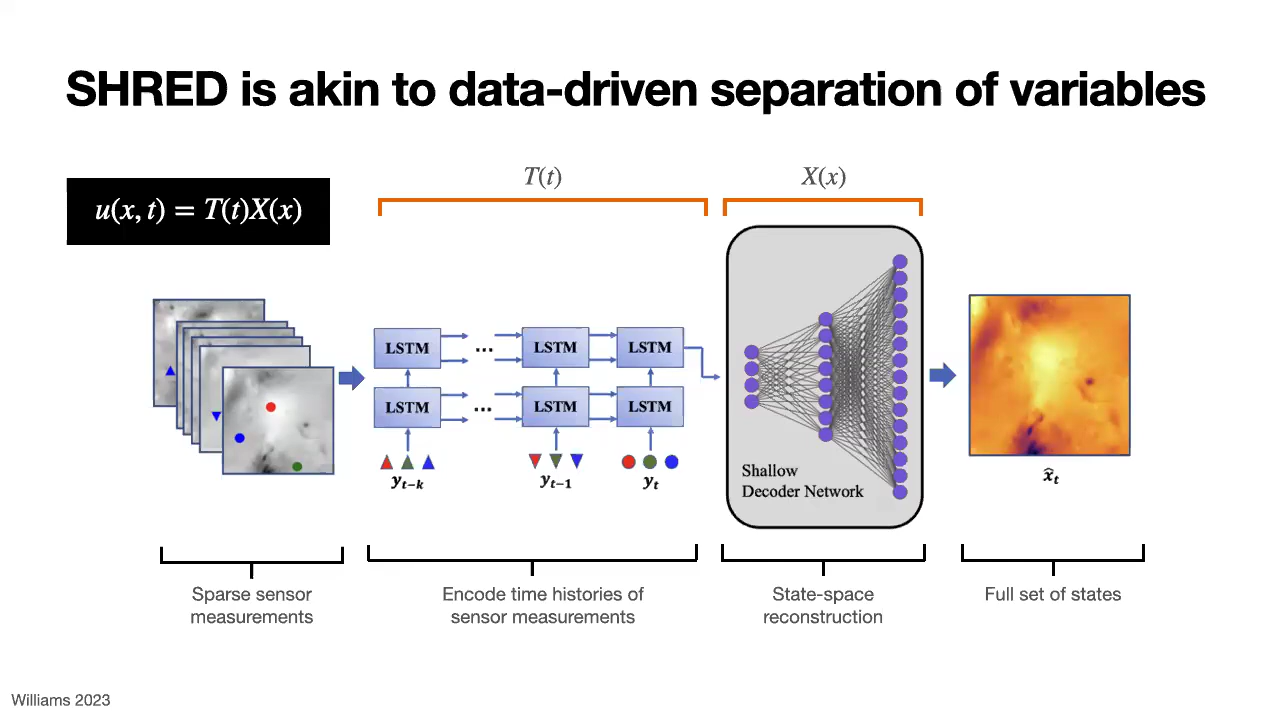 SHRED is akin to data-driven separation of variables
u(x, t) = T(t)X(x)
T(t)
X(x)
LSTM ... LSTM LSTM
LSTM ... LSTM LSTM
y_{t−k} y_{t−1} y_t
Shallow
Decoder Network
x̂_t
Sparse sensor
measurements
Encode time histories of
sensor measurements
State-space
reconstruction
Full set of states
Williams 2023